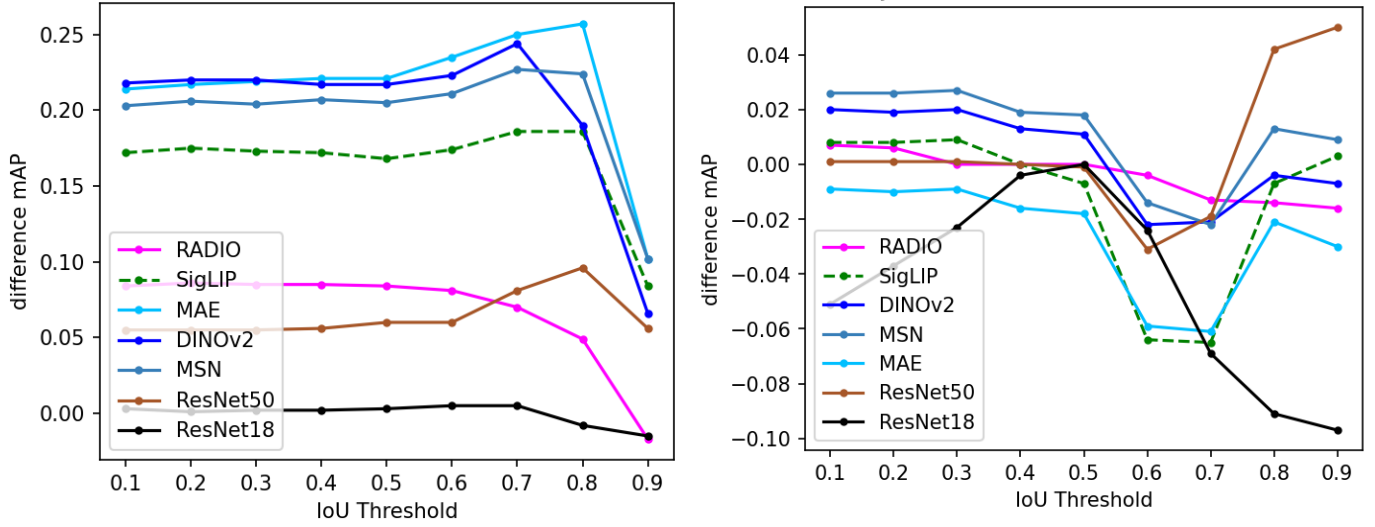 0.25
0.20
0.15
0.10
0.05
0.00
difference mAP
RADIO
SigLIP
MAE
DINOv2
MSN
ResNet50
ResNet18
0.1 0.2 0.3 0.4 0.5 0.6 0.7 0.8 0.9
IoU Threshold
0.04
0.02
0.00
−0.02
−0.04
−0.06
−0.08
−0.10
difference mAP
RADIO
SigLIP
DINOv2
MSN
MAE
ResNet50
ResNet18
0.1 0.2 0.3 0.4 0.5 0.6 0.7 0.8 0.9
IoU Threshold